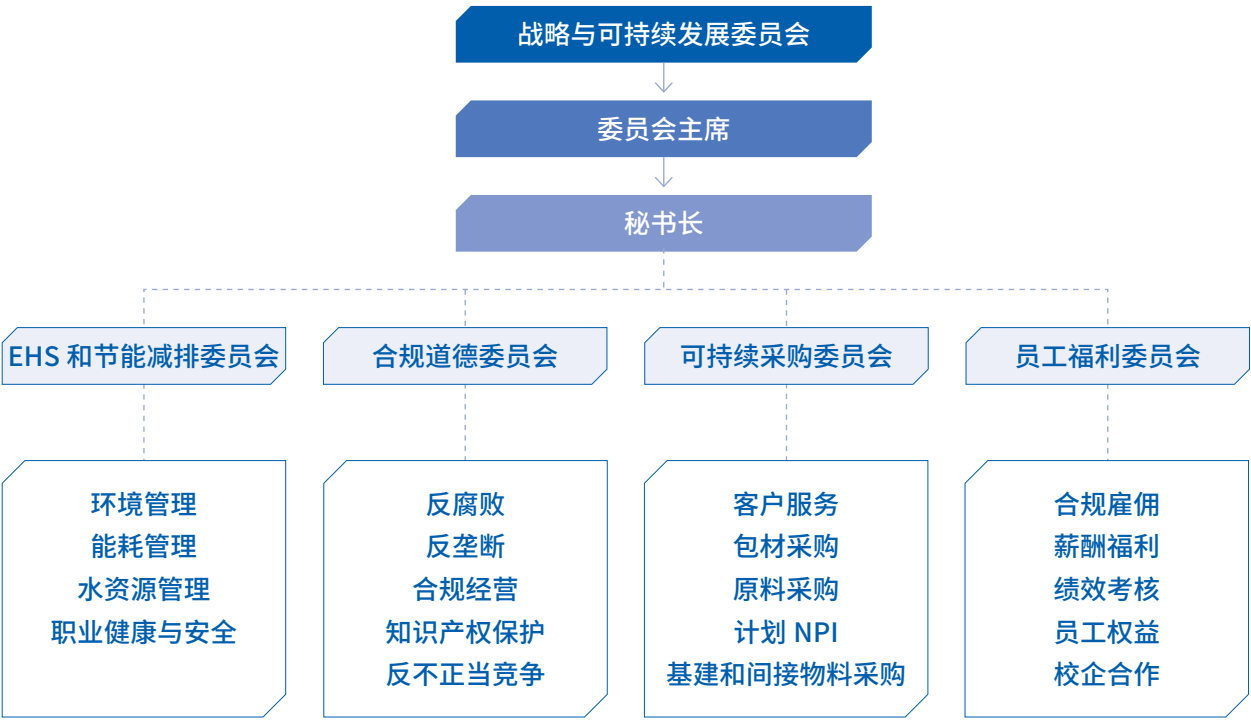 战略与可持续发展委员会
委员会主席
秘书长
EHS 和节能减排委员会
合规道德委员会
可持续采购委员会
员工福利委员会
环境管理
能耗管理
水资源管理
职业健康与安全
反腐败
反垄断
合规经营
知识产权保护
反不正当竞争
客户服务
包材采购
原料采购
计划 NPI
基建和间接物料采购
合规雇佣
薪酬福利
绩效考核
员工权益
校企合作